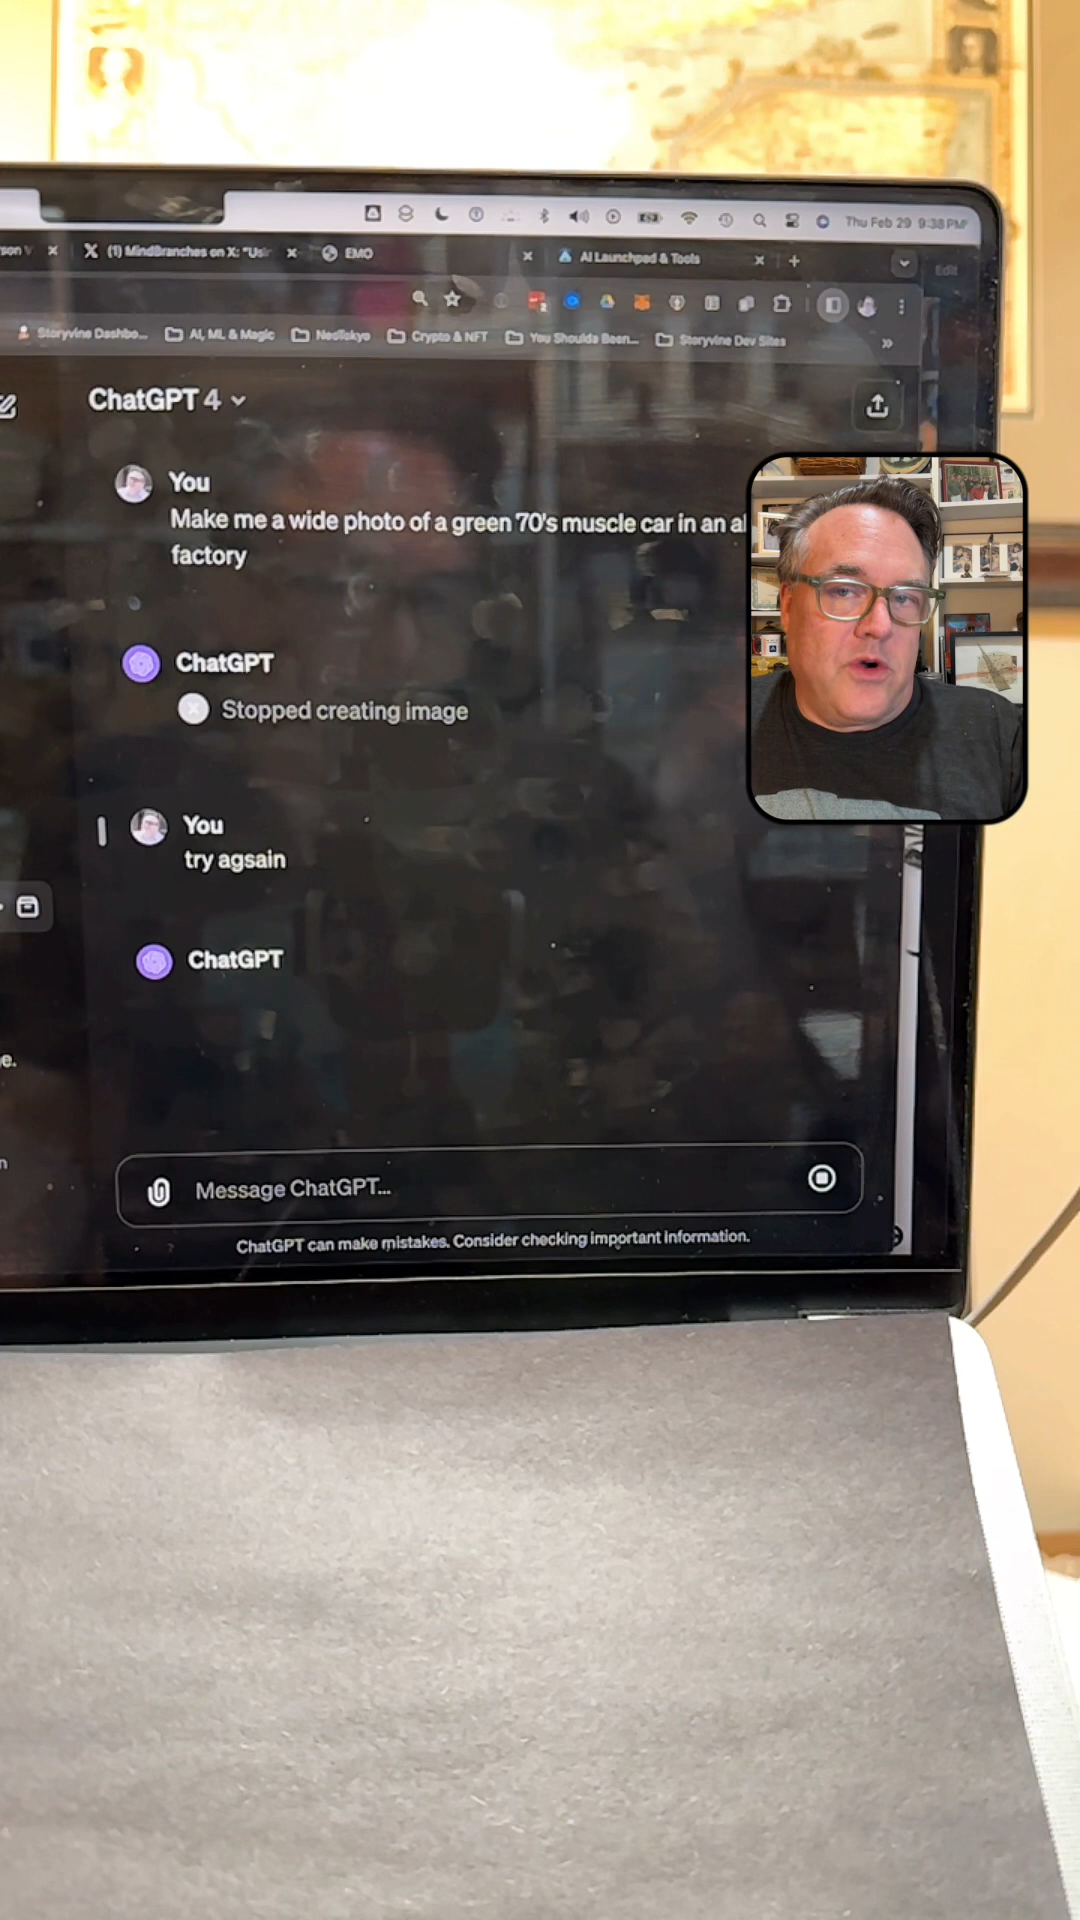 Thu Feb 29 9:38 PM
(1) MindBranches on X: "Usir
EMO
AI Launchpad & Tools
Edit
Storyvine Dashbo...
AI, ML & Magic
NeoTokyo
Crypto & NFT
You Shoulda Been...
Storyvine Dev Sites
ChatGPT 4
You
Make me a wide photo of a green 70's muscle car in an
factory
ChatGPT
Stopped creating image
You
try agsain
ChatGPT
Message ChatGPT...
ChatGPT can make mistakes. Consider checking important information.